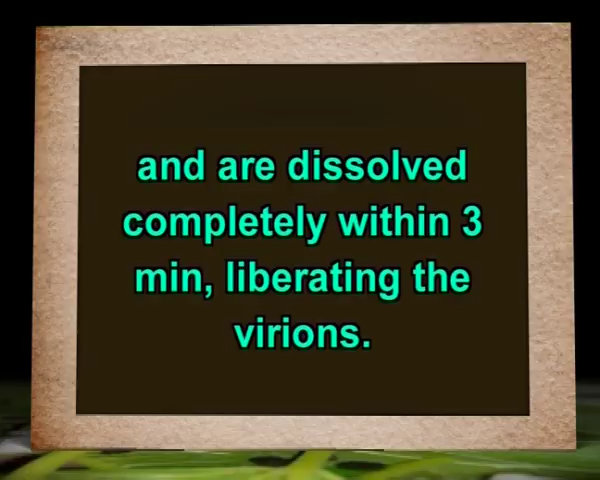 and are dissolved
completely within 3
min, liberating the
virions.